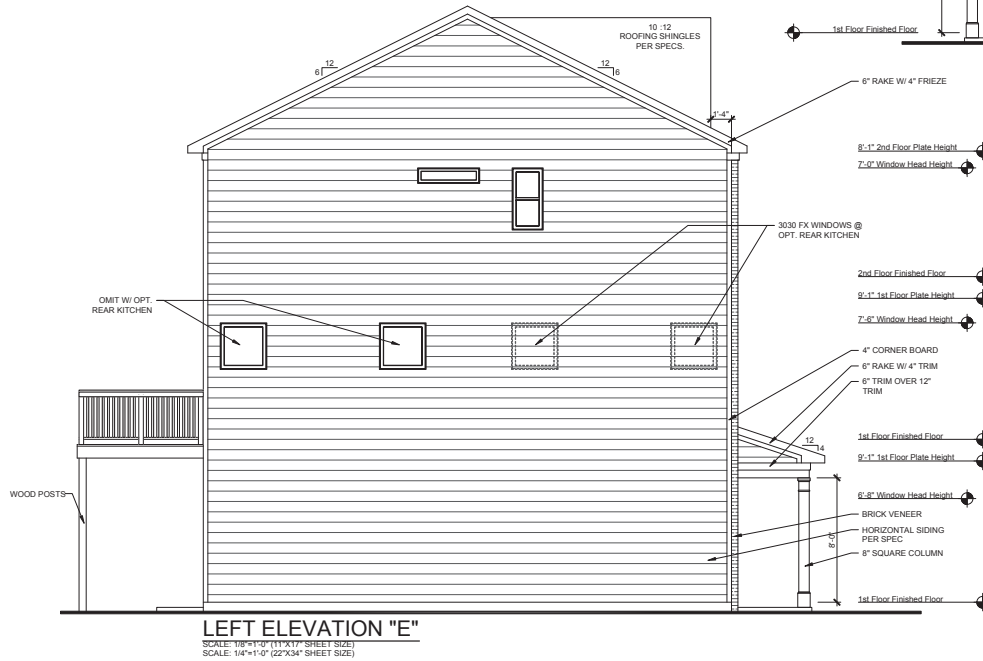 10 :12
ROOFING SHINGLES
PER SPECS.
1st Floor Finished Floor
12
6
12
6
6" RAKE W/ 4" FRIEZE
1'-4"
8'-1" 2nd Floor Plate Height
7'-0" Window Head Height
3030 FX WINDOWS @
OPT. REAR KITCHEN
2nd Floor Finished Floor
OMIT W/ OPT.
REAR KITCHEN
9'-1" 1st Floor Plate Height
7'-6" Window Head Height
4" CORNER BOARD
6" RAKE W/ 4" TRIM
6" TRIM OVER 12"
TRIM
12
4
1st Floor Finished Floor
9'-1" 1st Floor Plate Height
WOOD POSTS
6'-8" Window Head Height
BRICK VENEER
HORIZONTAL SIDING
PER SPEC
8'-0"
8" SQUARE COLUMN
1st Floor Finished Floor
LEFT ELEVATION "E"
SCALE: 1/8"=1'-0" (11"X17" SHEET SIZE)
SCALE: 1/4"=1'-0" (22"X34" SHEET SIZE)